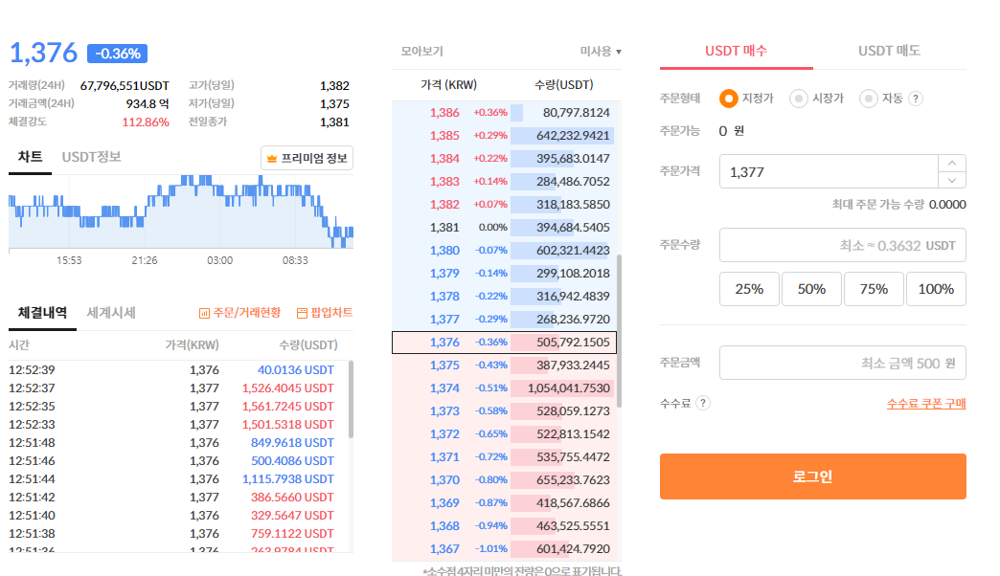 1,376 -0.36%
거래량(24H) 67,796,551USDT 고가(당일) 1,382
거래금액(24H) 934.8 억 저가(당일) 1,375
체결강도 112.86% 전일종가 1,381
차트 USDT정보 프리미엄 정보
15:53 21:26 03:00 08:33
체결내역 세계시세 주문/거래현황 팝업차트
시간 가격(KRW) 수량(USDT)
12:52:39 1,376 40.0136 USDT
12:52:37 1,377 1,526.4045 USDT
12:52:35 1,377 1,561.7245 USDT
12:52:33 1,377 1,501.5318 USDT
12:51:48 1,376 849.9618 USDT
12:51:46 1,376 500.4086 USDT
12:51:44 1,376 1,115.7938 USDT
12:51:42 1,377 386.5660 USDT
12:51:40 1,377 329.5647 USDT
12:51:38 1,377 759.1122 USDT
12:51:36 1,376 263.9784 USDT
모아보기 미사용 ▼
가격 (KRW) 수량(USDT)
1,386 +0.36% 80,797.8124
1,385 +0.29% 642,232.9421
1,384 +0.22% 395,683.0147
1,383 +0.14% 284,486.7052
1,382 +0.07% 318,183.5850
1,381 0.00% 394,684.5405
1,380 -0.07% 602,321.4423
1,379 -0.14% 299,108.2018
1,378 -0.22% 316,942.4839
1,377 -0.29% 268,236.9720
1,376 -0.36% 505,792.1505
1,375 -0.43% 387,933.2445
1,374 -0.51% 1,054,041.7530
1,373 -0.58% 528,059.1273
1,372 -0.65% 522,813.1542
1,371 -0.72% 535,755.4472
1,370 -0.80% 655,233.7623
1,369 -0.87% 418,567.6866
1,368 -0.94% 463,525.5551
1,367 -1.01% 601,424.7920
*소수점 4자리 미만의 잔량은 0으로 표기됩니다.
USDT 매수 USDT 매도
주문형태 지정가 시장가 자동 ?
주문가능 0 원
주문가격 1,377
최대 주문 가능 수량 0.0000
주문수량 최소 ≈ 0.3632 USDT
25% 50% 75% 100%
주문금액 최소 금액 500 원
수수료 ? 수수료 쿠폰 구매
로그인